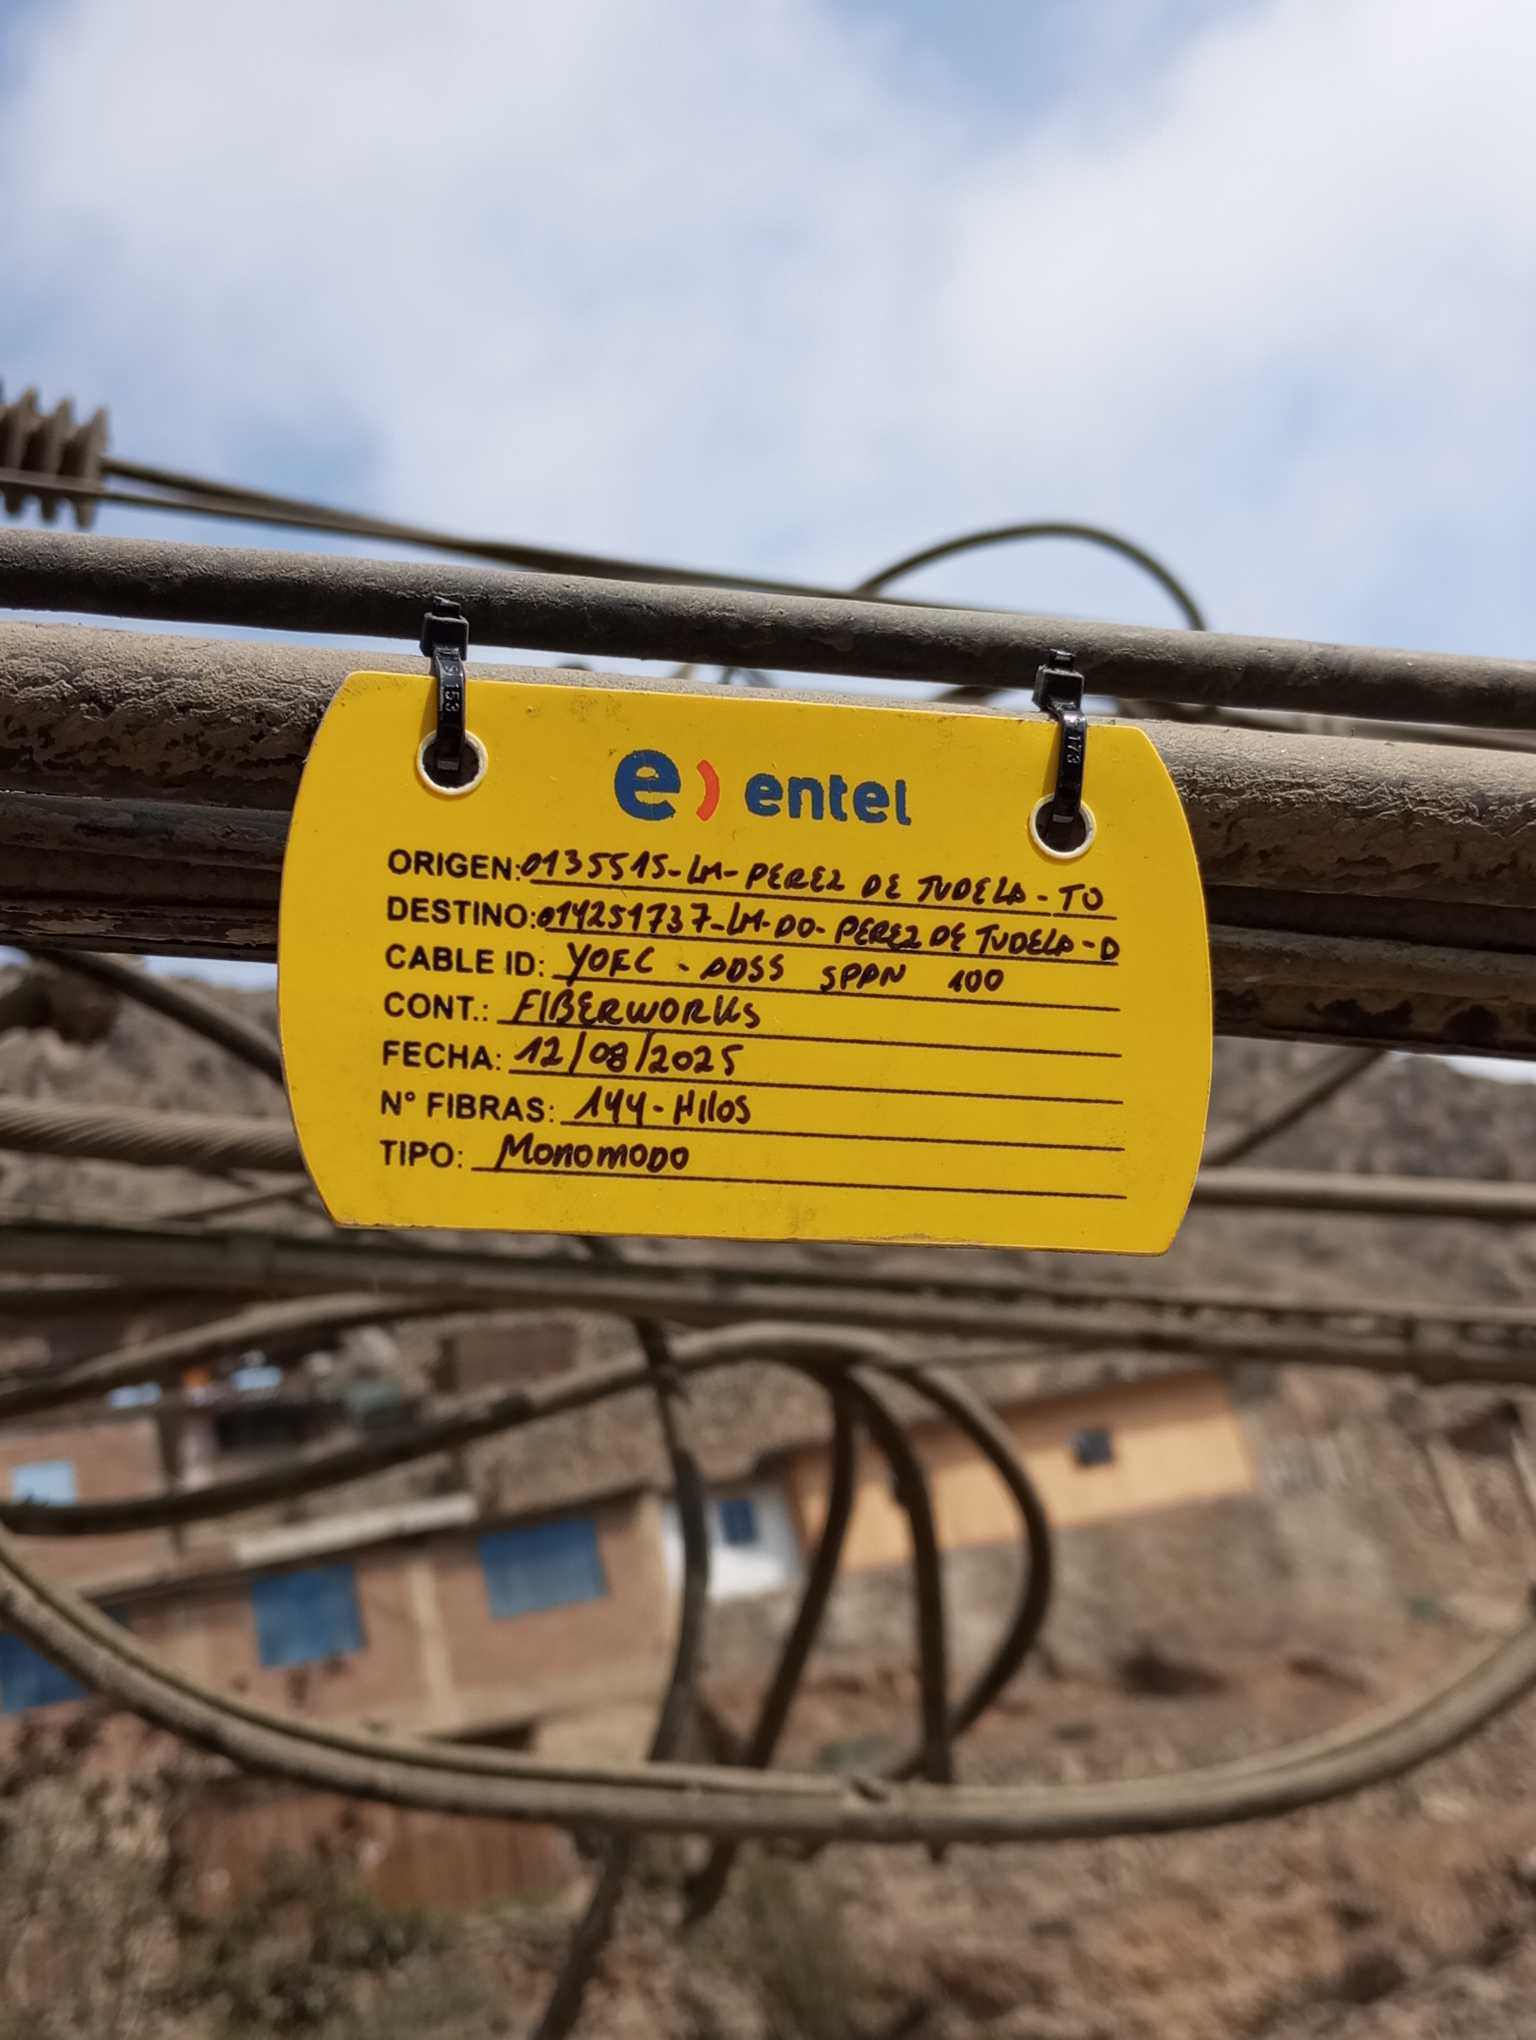 e) entel
ORIGEN: 0135515-LM-PEREZ DE TUDELA-TO
DESTINO: 014251737-LM-DO-PEREZ DE TUDELA-D
CABLE ID: YOFC - ADSS SPAN 100
CONT.: FIBERWORKS
FECHA: 12/08/2025
N° FIBRAS: 144-Hilos
TIPO: Monomodo